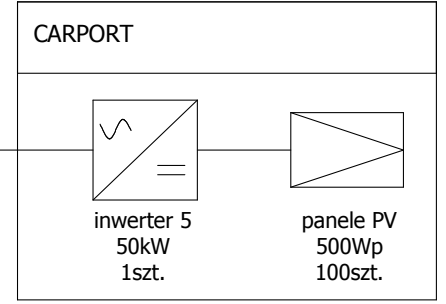 CARPORT
inwerter 5
50kW
1szt.
panele PV
500Wp
100szt.